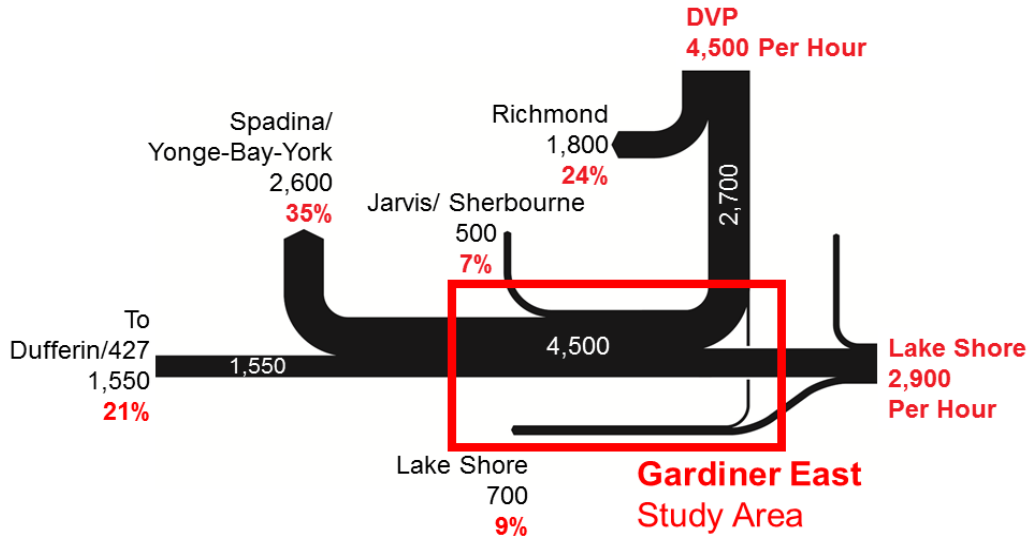 DVP
4,500 Per Hour
Richmond
1,800
24%
Spadina/
Yonge-Bay-York
2,600
35%
Jarvis/ Sherbourne
500
7%
2,700
To
Dufferin/427
1,550
21%
1,550
4,500
Lake Shore
2,900
Per Hour
Lake Shore
700
9%
Gardiner East
Study Area